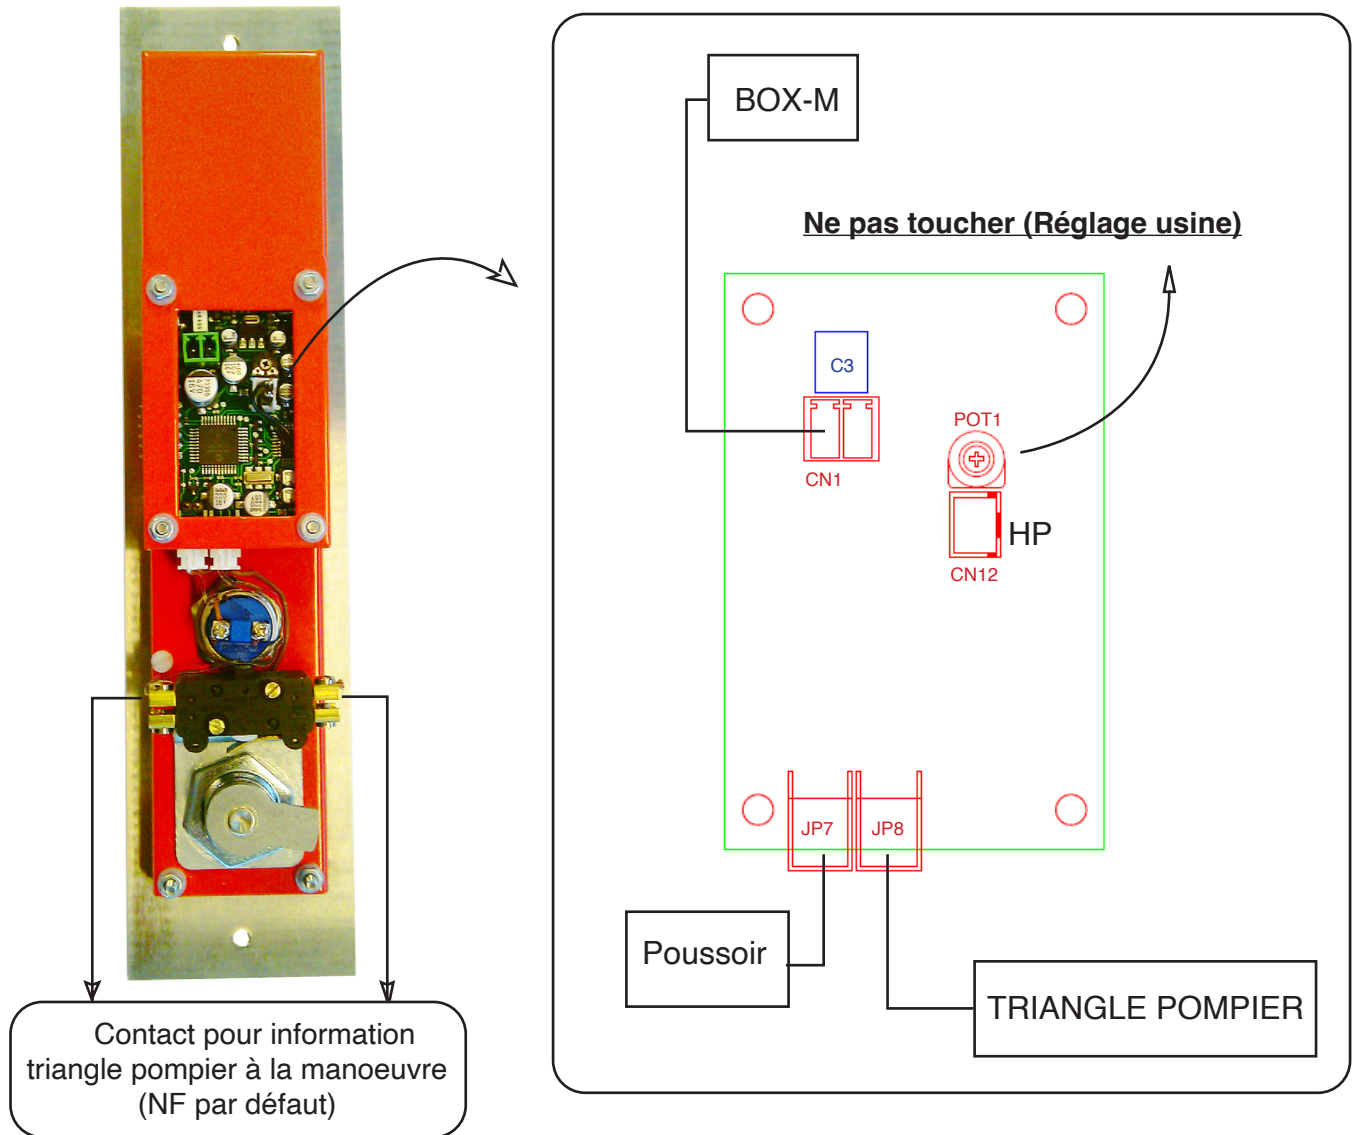 BOX-M
Ne pas toucher (Réglage usine)
C3
POT1
CN1
HP
CN12
JP7
JP8
Poussoir
TRIANGLE POMPIER
Contact pour information
triangle pompier à la manoeuvre
(NF par défaut)